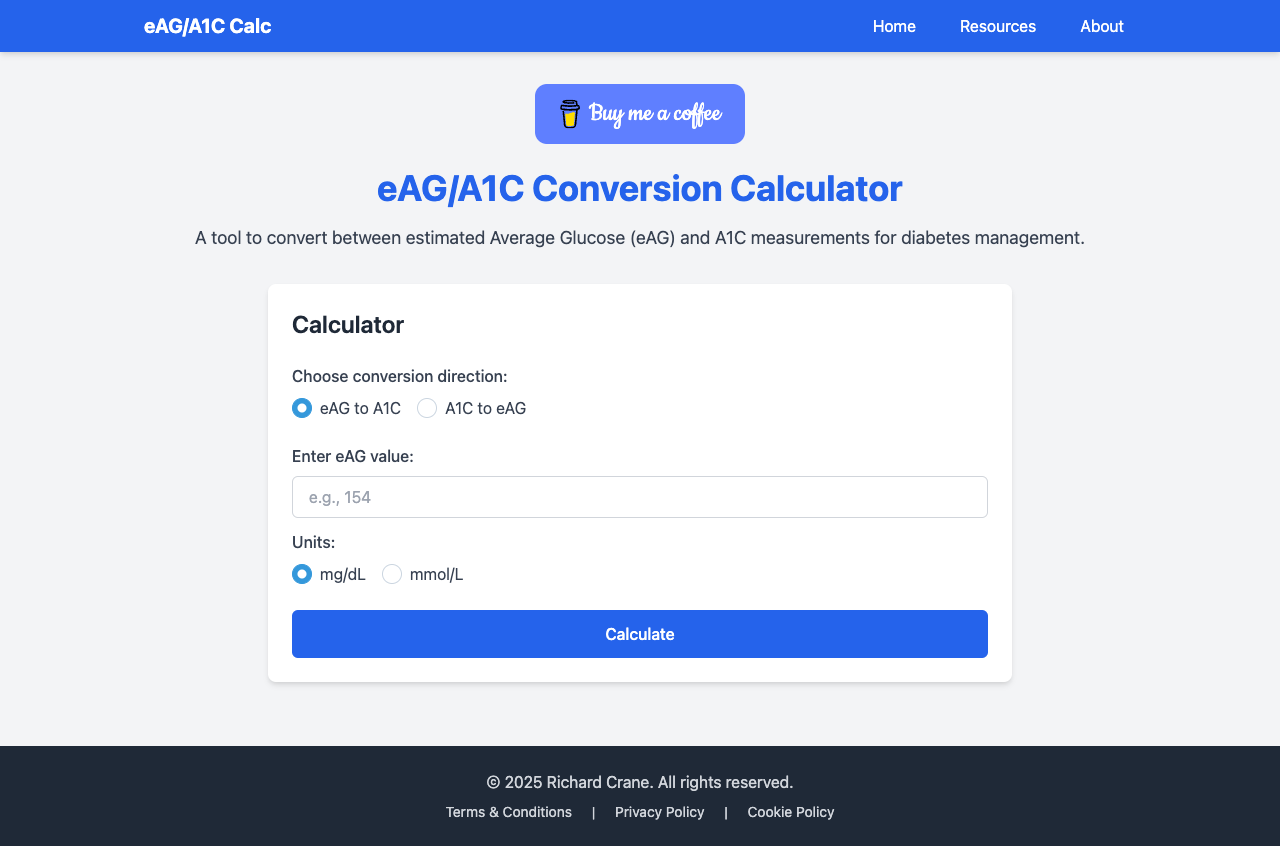 eAG/A1C Calc
Home Resources About
Buy me a coffee
eAG/A1C Conversion Calculator
A tool to convert between estimated Average Glucose (eAG) and A1C measurements for diabetes management.
Calculator
Choose conversion direction:
eAG to A1C A1C to eAG
Enter eAG value:
e.g., 154
Units:
mg/dL mmol/L
Calculate
© 2025 Richard Crane. All rights reserved.
Terms & Conditions | Privacy Policy | Cookie Policy